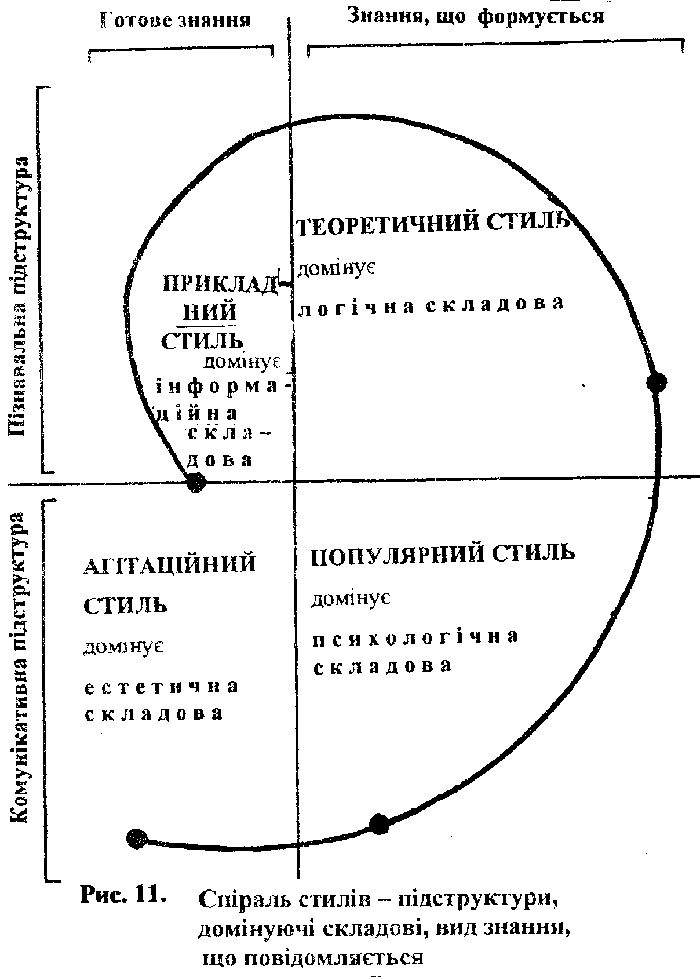 Готове знання
Знання, що формується
Пізнавальна підструктура
ТЕОРЕТИЧНИЙ СТИЛЬ
домінує
логічна складова
ПРИКЛАД-
НИЙ
СТИЛЬ
домінує
інформа-
ційна
скла-
дова
Комунікативна підструктура
АГІТАЦІЙНИЙ
СТИЛЬ
домінує
естетична
складова
ПОПУЛЯРНИЙ СТИЛЬ
домінує
психологічна
складова
Рис. 11. Спіраль стилів – підструктури,
домінуючі складові, вид знання,
що повідомляється